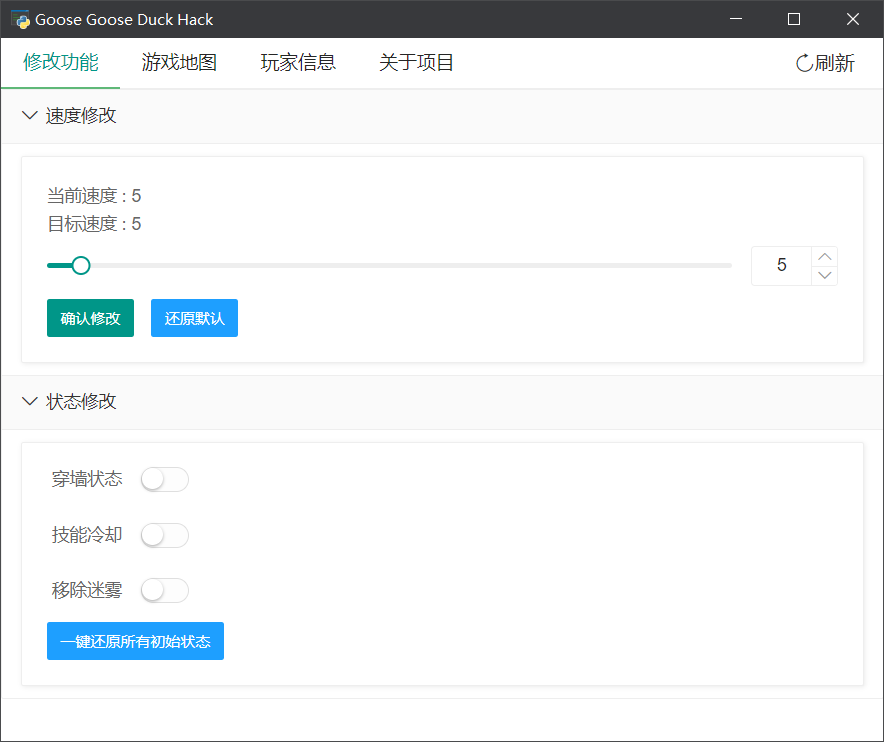 Goose Goose Duck Hack
修改功能 游戏地图 玩家信息 关于项目 刷新
速度修改
当前速度 : 5
目标速度 : 5
5
确认修改 还原默认
状态修改
穿墙状态
技能冷却
移除迷雾
一键还原所有初始状态